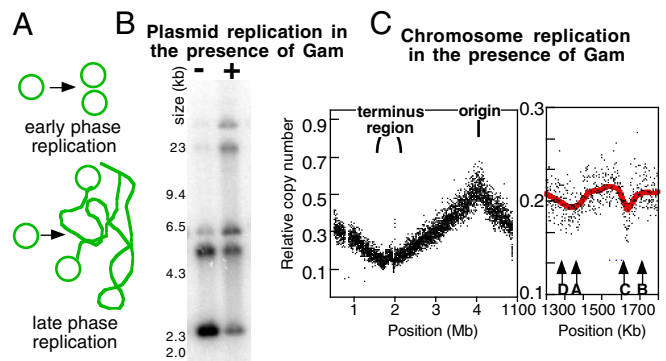 A
early phase
replication
late phase
replication
B
Plasmid replication in
the presence of Gam
- +
size (kb)
23
9.4
6.5
4.3
2.3
2.0
C
Chromosome replication
in the presence of Gam
terminus
region
origin
Relative copy number
0.9
0.7
0.5
0.3
0.1
1 2 3 4 1100
Position (Mb)
0.3
0.2
0.1
D A C B
1300 1500 1700
Position (Kb)